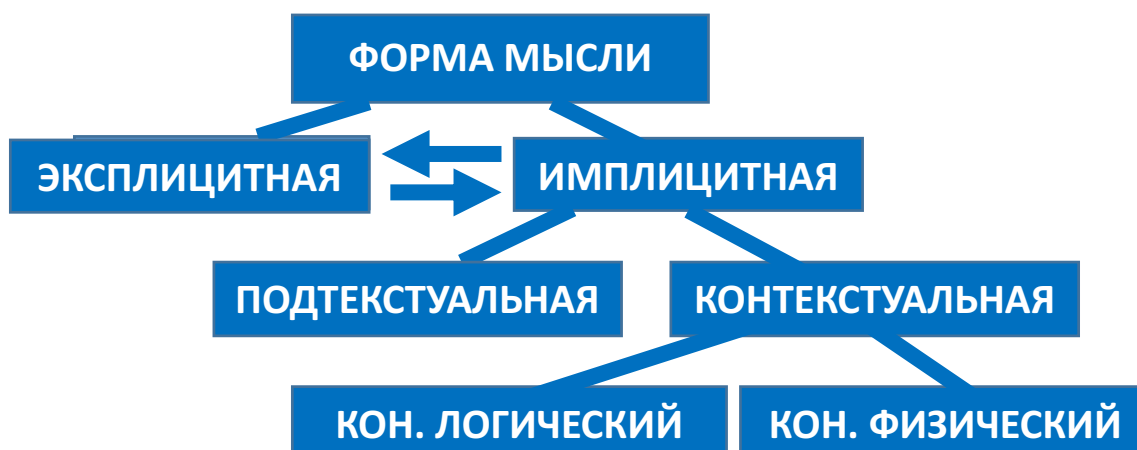 ФОРМА МЫСЛИ
ЭКСПЛИЦИТНАЯ
ИМПЛИЦИТНАЯ
ПОДТЕКСТУАЛЬНАЯ
КОНТЕКСТУАЛЬНАЯ
КОН. ЛОГИЧЕСКИЙ
КОН. ФИЗИЧЕСКИЙ